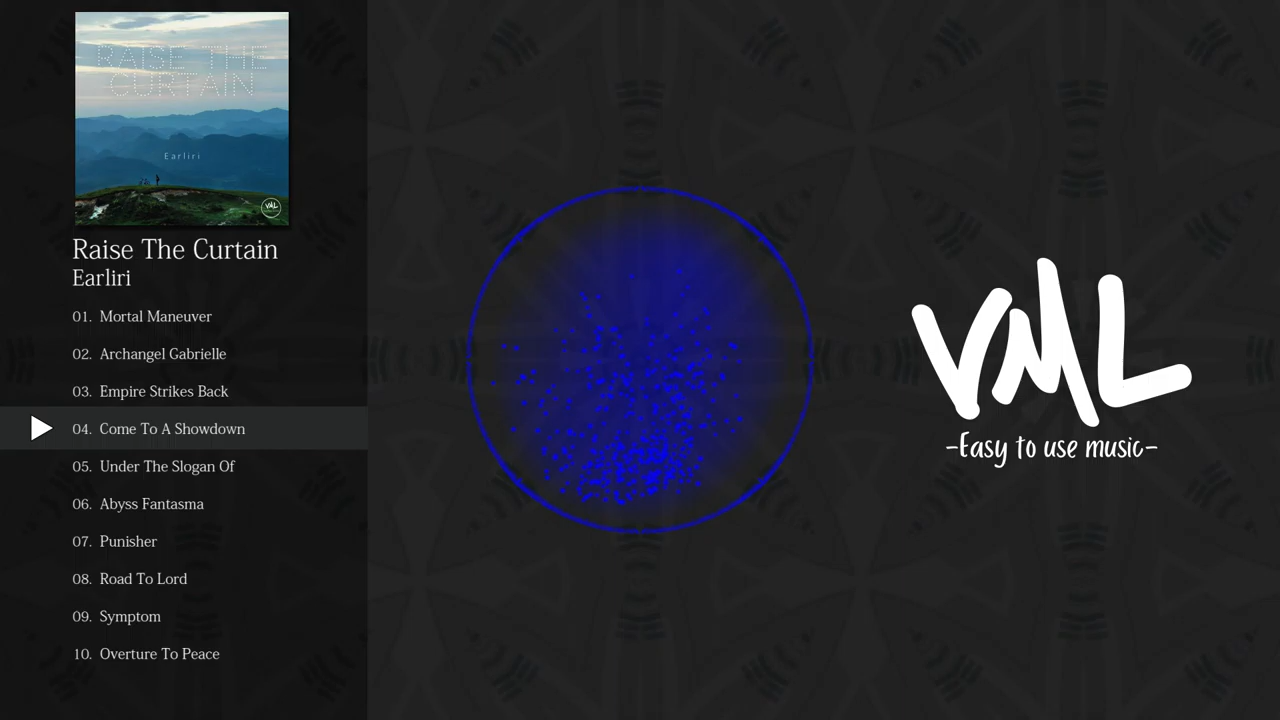 RAISE THE
CURTAIN
Earliri
VML
Raise The Curtain
Earliri
01. Mortal Maneuver
02. Archangel Gabrielle
03. Empire Strikes Back
04. Come To A Showdown
05. Under The Slogan Of
06. Abyss Fantasma
07. Punisher
08. Road To Lord
09. Symptom
10. Overture To Peace
VML
-Easy to use music-